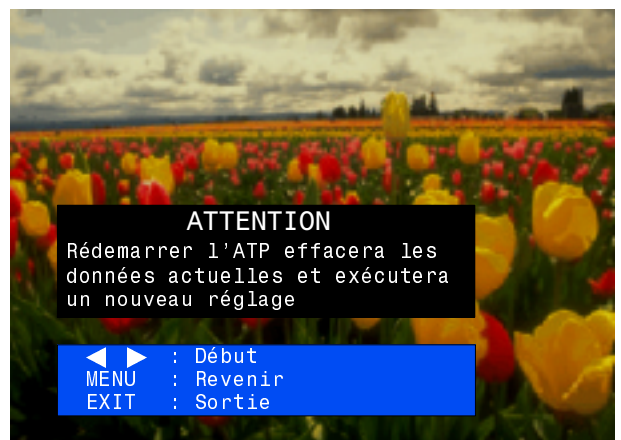 ATTENTION
Rédemarrer l'ATP effacera les
données actuelles et exécutera
un nouveau réglage
◀ ▶ : Début
MENU : Revenir
EXIT : Sortie